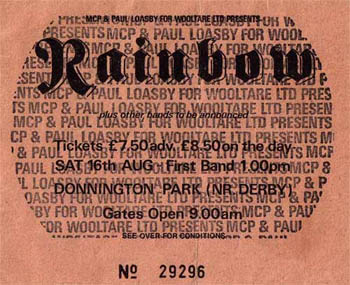 MCP & PAUL LOASBY FOR WOOLTARE LTD PRESENTS
Rainbow
plus other bands to be announced
Tickets £7.50adv. £8.50 on the day
SAT. 16th AUG - First Band 1.00pm
DONNINGTON PARK (NR. DERBY)
Gates Open 9.00am
SEE OVER FOR CONDITIONS
No 29296